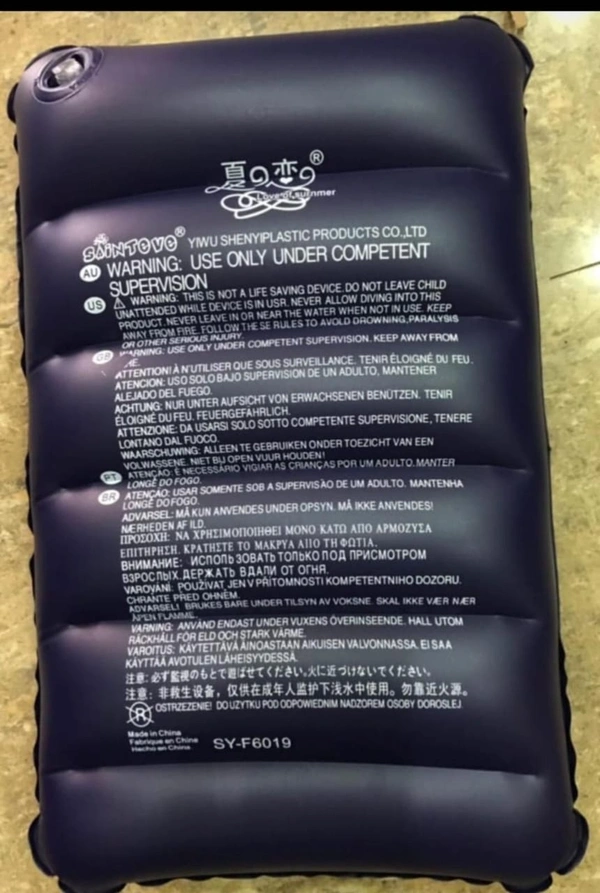 夏の恋®
Love of summer
SAiNTeve® YIWU SHENYIPLASTIC PRODUCTS CO.,LTD
AU WARNING: USE ONLY UNDER COMPETENT
SUPERVISION
US ⚠ WARNING: THIS IS NOT A LIFE SAVING DEVICE. DO NOT LEAVE CHILD
UNATTENDED WHILE DEVICE IS IN USR. NEVER ALLOW DIVING INTO THIS
PRODUCT. NEVER LEAVE IN OR NEAR THE WATER WHEN NOT IN USE. KEEP
AWAY FROM FIRE. FOLLOW THE SE RULES TO AVOID DROWNING, PARALYSIS
OR OTHER SERIOUS INJURY.
GB WARNING: USE ONLY UNDER COMPETENT SUPERVISION. KEEP AWAY FROM
ATTENTION! À N'UTILISER QUE SOUS SURVEILLANCE. TENIR ÉLOIGNÉ DU FEU.
ATENCION: USO SOLO BAJO SUPERVISION DE UN ADULTO, MANTENER
ALEJADO DEL FUEGO.
ACHTUNG: NUR UNTER AUFSICHT VON ERWACHSENEN BENÜTZEN. TENIR
ÉLOIGNÉ DU FEU. FEUERGEFÄHRLICH.
ATTENZIONE: DA USARSI SOLO SOTTO COMPETENTE SUPERVISIONE, TENERE
LONTANO DAL FUOCO.
WAARSCHUWING: ALLEEN TE GEBRUIKEN ONDER TOEZICHT VAN EEN
VOLWASSENE. NIET BIJ OPEN VUUR HOUDEN!
PT ATENÇAO: È NECESSÁRIO VIGIAR AS CRIANÇAS POR UM ADULTO. MANTER
LONGE DO FOGO.
BR ATENÇAO: USAR SOMENTE SOB A SUPERVISÃO DE UM ADULTO. MANTENHA
LONGE DO FOGO.
ADVARSEL: MÅ KUN ANVENDES UNDER OPSYN. MÅ IKKE ANVENDES!
NÆRHEDEN AF ILD.
ΠΡΟΣΟΧΗ: ΝΑ ΧΡΗΣΙΜΟΠΟΙΗΘΕΙ ΜΟΝΟ ΚΑΤΩ ΑΠΟ ΑΡΜΟΖΥΣΑ
ΕΠΙΤΗΡΗΣΗ. ΚΡΑΤΗΣΤΕ ΤΟ ΜΑΚΡΥΑ ΑΠΟ ΤΗ ΦΩΤΙΑ.
ВНИМАНИЕ: ИСПОЛЬ ЗОВАТЬ ТОЛЬКО ПОД ПРИСМОТРОМ
ВЗРОСЛЫХ. ДЕРЖАТЬ ВДАЛИ ОТ ОГНЯ.
VAROVÁNÍ: POUŽÍVAT, JEN V PŘÍTOMNOSTI KOMPETENTNIHO DOZORU.
CHRANTE PŘED OHNĚM.
ADVARSEL! BRUKES BARE UNDER TILSYN AV VOKSNE. SKAL IKKE VÆR NÆR
ÅPEN FLAMME.
VARNING: ANVÄND ENDAST UNDER VUXENS ÖVERINSEENDE. HALL UTOM
RÄCKHÅLL FÖR ELD OCH STARK VÄRME.
VAROITUS: KÄYTETTÄVÄ AINOASTAAN AIKUISEN VALVONNASSA. EI SAA
KÄYTTÄÄ AVOTULEN LÄHEISYYDESSÄ.
注意: 必ず監視のもとで遊ばせてください。火に近づけないでください。
注意: 非救生设备，仅供在成年人监护下浅水中使用。勿靠近火源。
R OSTRZEZENIE! DO UZYTKU POD ODPOWIEDNIM NADZOREM OSOBY DOROSLEJ.
Made in China
Fabriqué en China
Hecho en China
SY-F6019